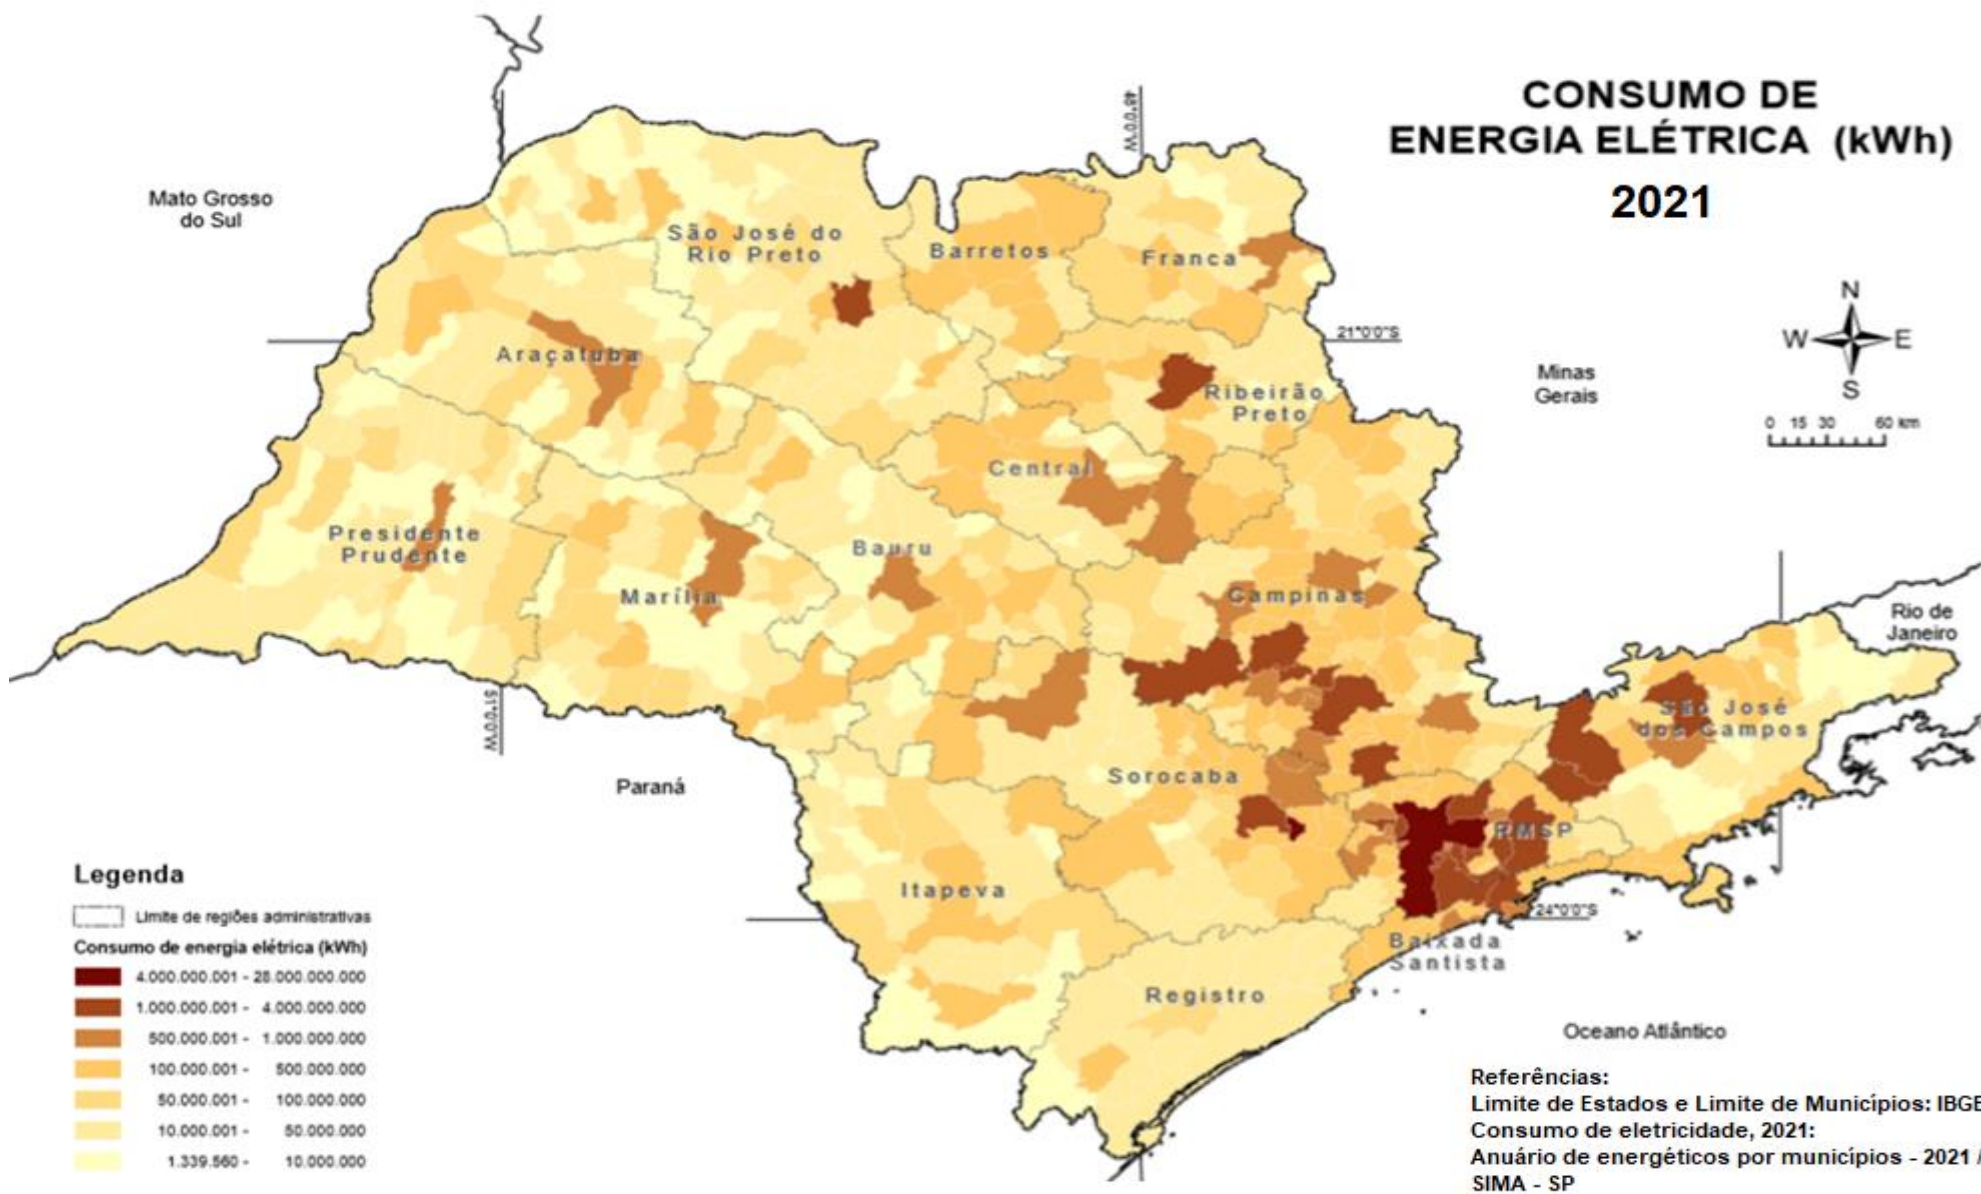 CONSUMO DE
ENERGIA ELÉTRICA (kWh)
2021
Mato Grosso
do Sul
48°0'0"W
São José do
Rio Preto
Barretos
Franca
N
W
E
S
21°0'0"S
Minas
Gerais
0 15 30 60 km
Araçatuba
Ribeirão
Preto
Central
Presidente
Prudente
Bauru
Marília
Campinas
Rio de
Janeiro
51°0'0"W
São José
dos Campos
Paraná
Sorocaba
RMSP
Itapeva
24°0'0"S
Baixada
Santista
Registro
Oceano Atlântico
Legenda
Limite de regiões administrativas
Consumo de energia elétrica (kWh)
4.000.000.001 - 28.000.000.000
1.000.000.001 - 4.000.000.000
500.000.001 - 1.000.000.000
100.000.001 - 500.000.000
50.000.001 - 100.000.000
10.000.001 - 50.000.000
1.339.560 - 10.000.000
Referências:
Limite de Estados e Limite de Municípios: IBGE
Consumo de eletricidade, 2021:
Anuário de energéticos por municípios - 2021 /
SIMA - SP